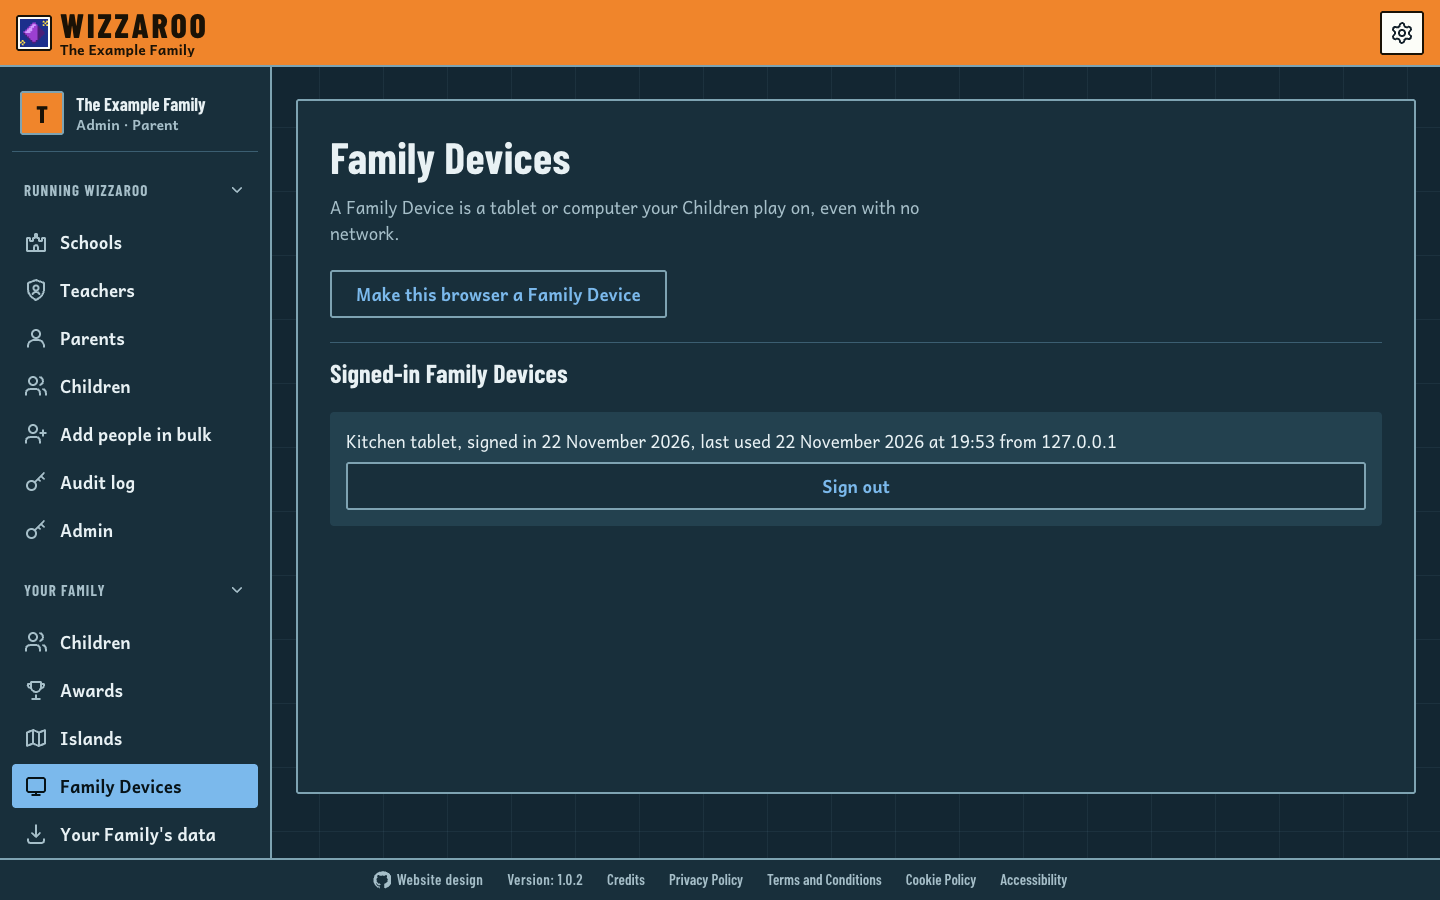 WIZZAROO
The Example Family
T
The Example Family
Admin · Parent
RUNNING WIZZAROO
Schools
Teachers
Parents
Children
Add people in bulk
Audit log
Admin
YOUR FAMILY
Children
Awards
Islands
Family Devices
Your Family's data
Family Devices
A Family Device is a tablet or computer your Children play on, even with no
network.
Make this browser a Family Device
Signed-in Family Devices
Kitchen tablet, signed in 22 November 2026, last used 22 November 2026 at 19:53 from 127.0.0.1
Sign out
Website design
Version: 1.0.2
Credits
Privacy Policy
Terms and Conditions
Cookie Policy
Accessibility